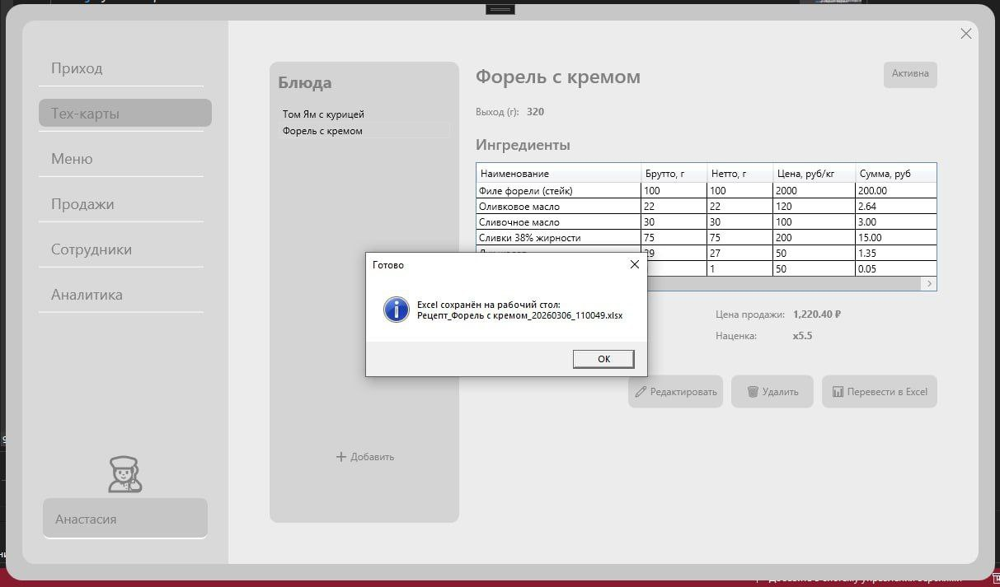 Приход
Тех-карты
Меню
Продажи
Сотрудники
Аналитика
Анастасия
Блюда
Том Ям с курицей
Форель с кремом
Добавить
Форель с кремом
Активна
Выход (г): 320
Ингредиенты
Наименование Брутто, г Нетто, г Цена, руб/кг Сумма, руб
Филе форели (стейк) 100 100 2000 200.00
Оливковое масло 22 22 120 2.64
Сливочное масло 30 30 100 3.00
Сливки 38% жирности 75 75 200 15.00
29 27 50 1.35
1 50 0.05
Готово
Excel сохранён на рабочий стол:
Рецепт_Форель с кремом_20260306_110049.xlsx
OK
Цена продажи: 1,220.40 ₽
Наценка: x5.5
Редактировать
Удалить
Перевести в Excel